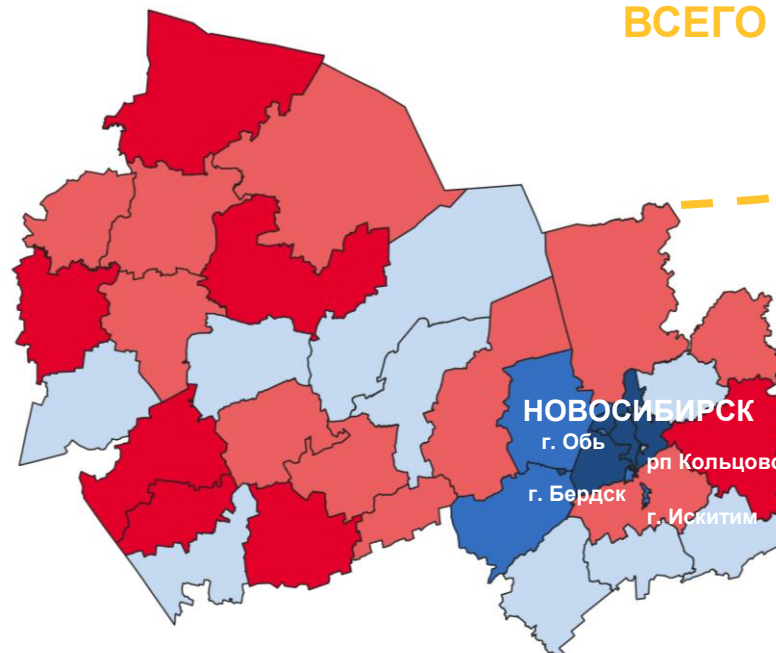 ВСЕГО
НОВОСИБИРСК
г. Обь
рп Кольцово
г. Бердск
г. Искитим